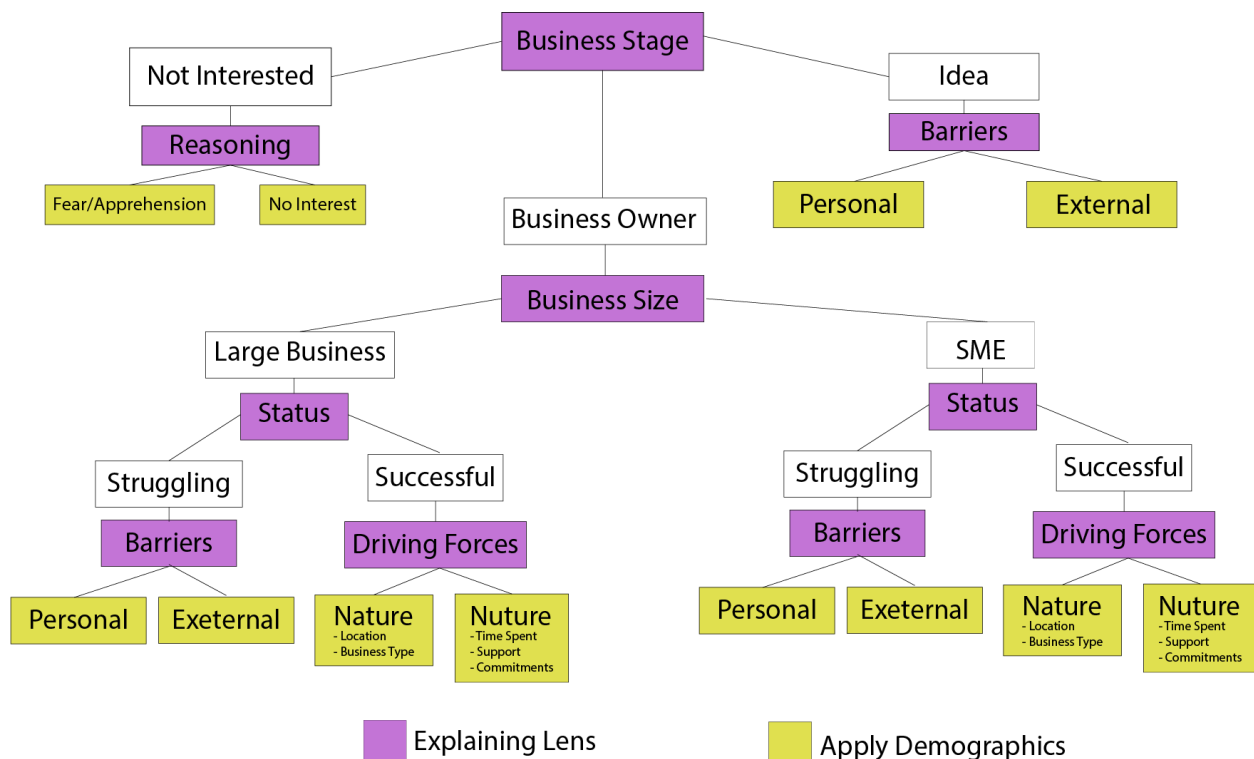 Business Stage
Not Interested
Idea
Reasoning
Barriers
Fear/Apprehension
No Interest
Personal
External
Business Owner
Business Size
Large Business
SME
Status
Status
Struggling
Successful
Struggling
Successful
Barriers
Driving Forces
Barriers
Driving Forces
Personal
Exeternal
Nature
- Location
- Business Type
Nuture
- Time Spent
- Support
- Commitments
Personal
Exeternal
Nature
- Location
- Business Type
Nuture
- Time Spent
- Support
- Commitments
Explaining Lens
Apply Demographics